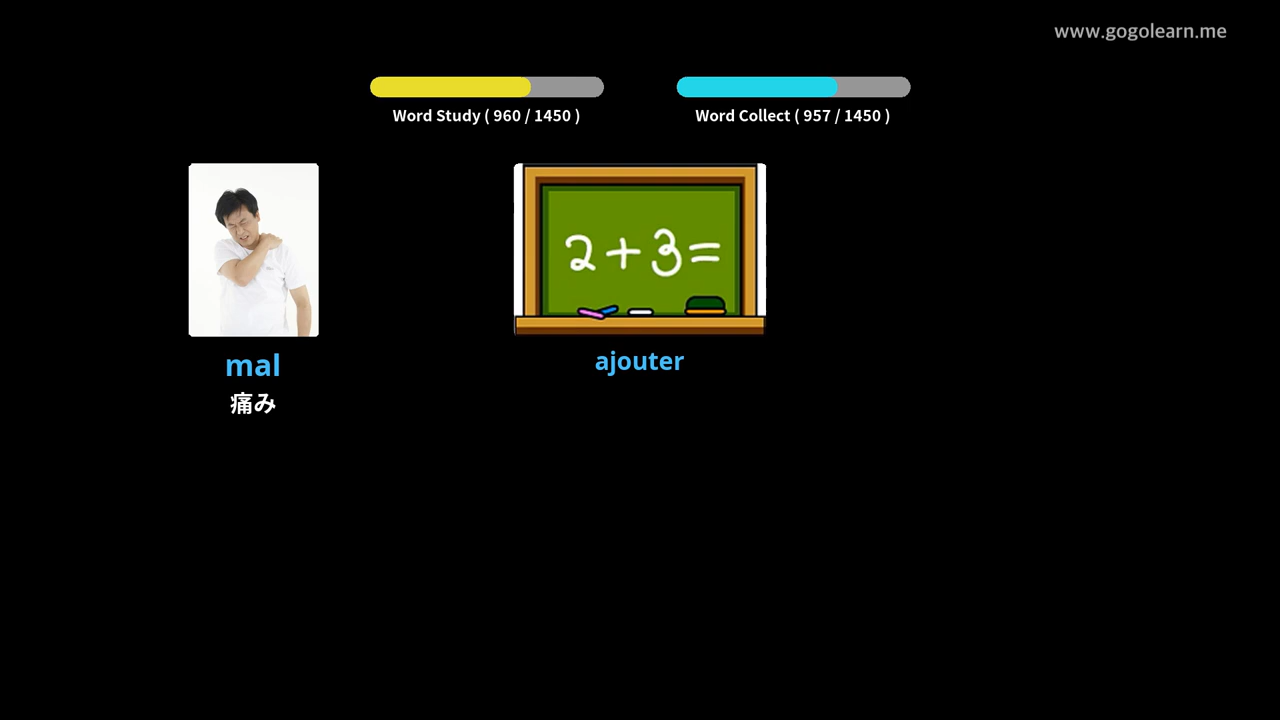 www.gogolearn.me
Word Study ( 960 / 1450 )
Word Collect ( 957 / 1450 )
2+3=
mal
痛み
ajouter